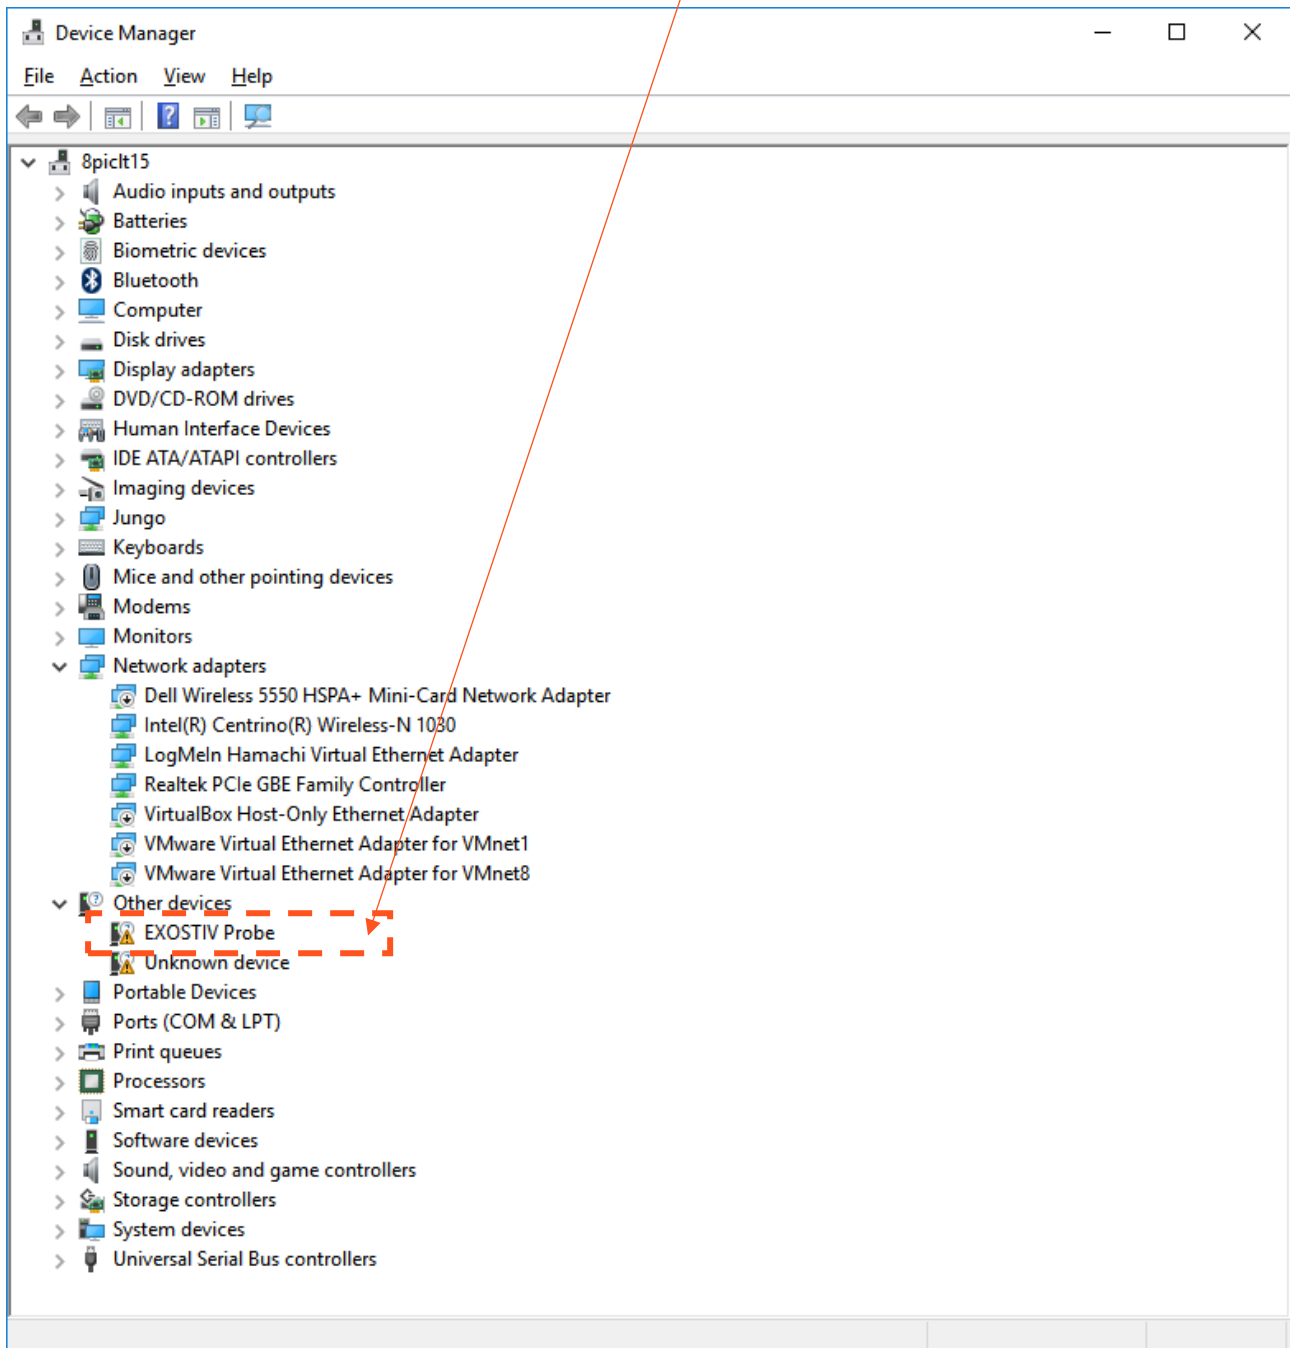 Device Manager
File Action View Help
8piclt15
Audio inputs and outputs
Batteries
Biometric devices
Bluetooth
Computer
Disk drives
Display adapters
DVD/CD-ROM drives
Human Interface Devices
IDE ATA/ATAPI controllers
Imaging devices
Jungo
Keyboards
Mice and other pointing devices
Modems
Monitors
Network adapters
Dell Wireless 5550 HSPA+ Mini-Card Network Adapter
Intel(R) Centrino(R) Wireless-N 1030
LogMeIn Hamachi Virtual Ethernet Adapter
Realtek PCIe GBE Family Controller
VirtualBox Host-Only Ethernet Adapter
VMware Virtual Ethernet Adapter for VMnet1
VMware Virtual Ethernet Adapter for VMnet8
Other devices
EXOSTIV Probe
Unknown device
Portable Devices
Ports (COM & LPT)
Print queues
Processors
Smart card readers
Software devices
Sound, video and game controllers
Storage controllers
System devices
Universal Serial Bus controllers